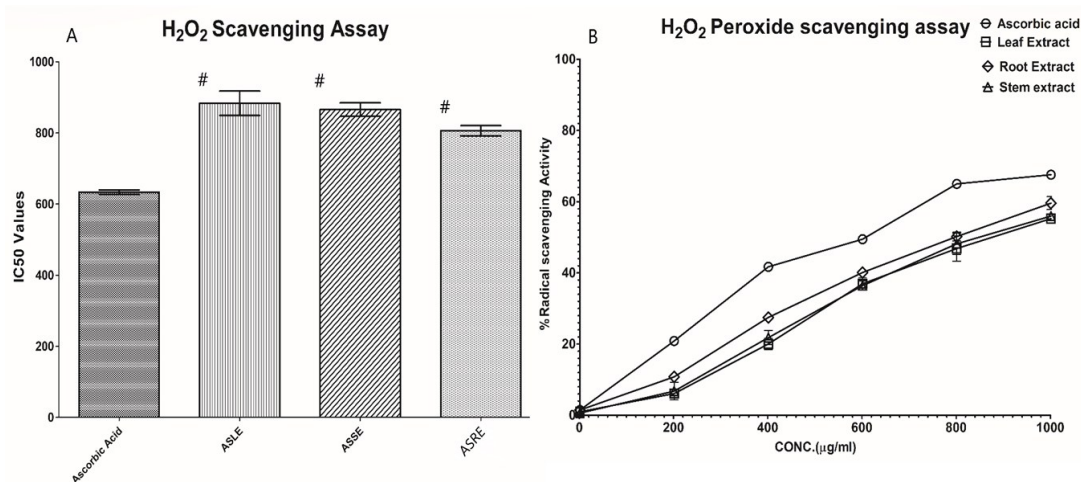 A
H₂O₂ Scavenging Assay
1000
800
600
400
200
0
IC50 Values
#
#
#
Ascorbic Acid
ASLE
ASSE
ASRE
B
H₂O₂ Peroxide scavenging assay
Ascorbic acid
Leaf Extract
Root Extract
Stem extract
100
80
60
40
20
0
% Radical scavenging Activity
0
200
400
600
800
1000
CONC.(μg/ml)